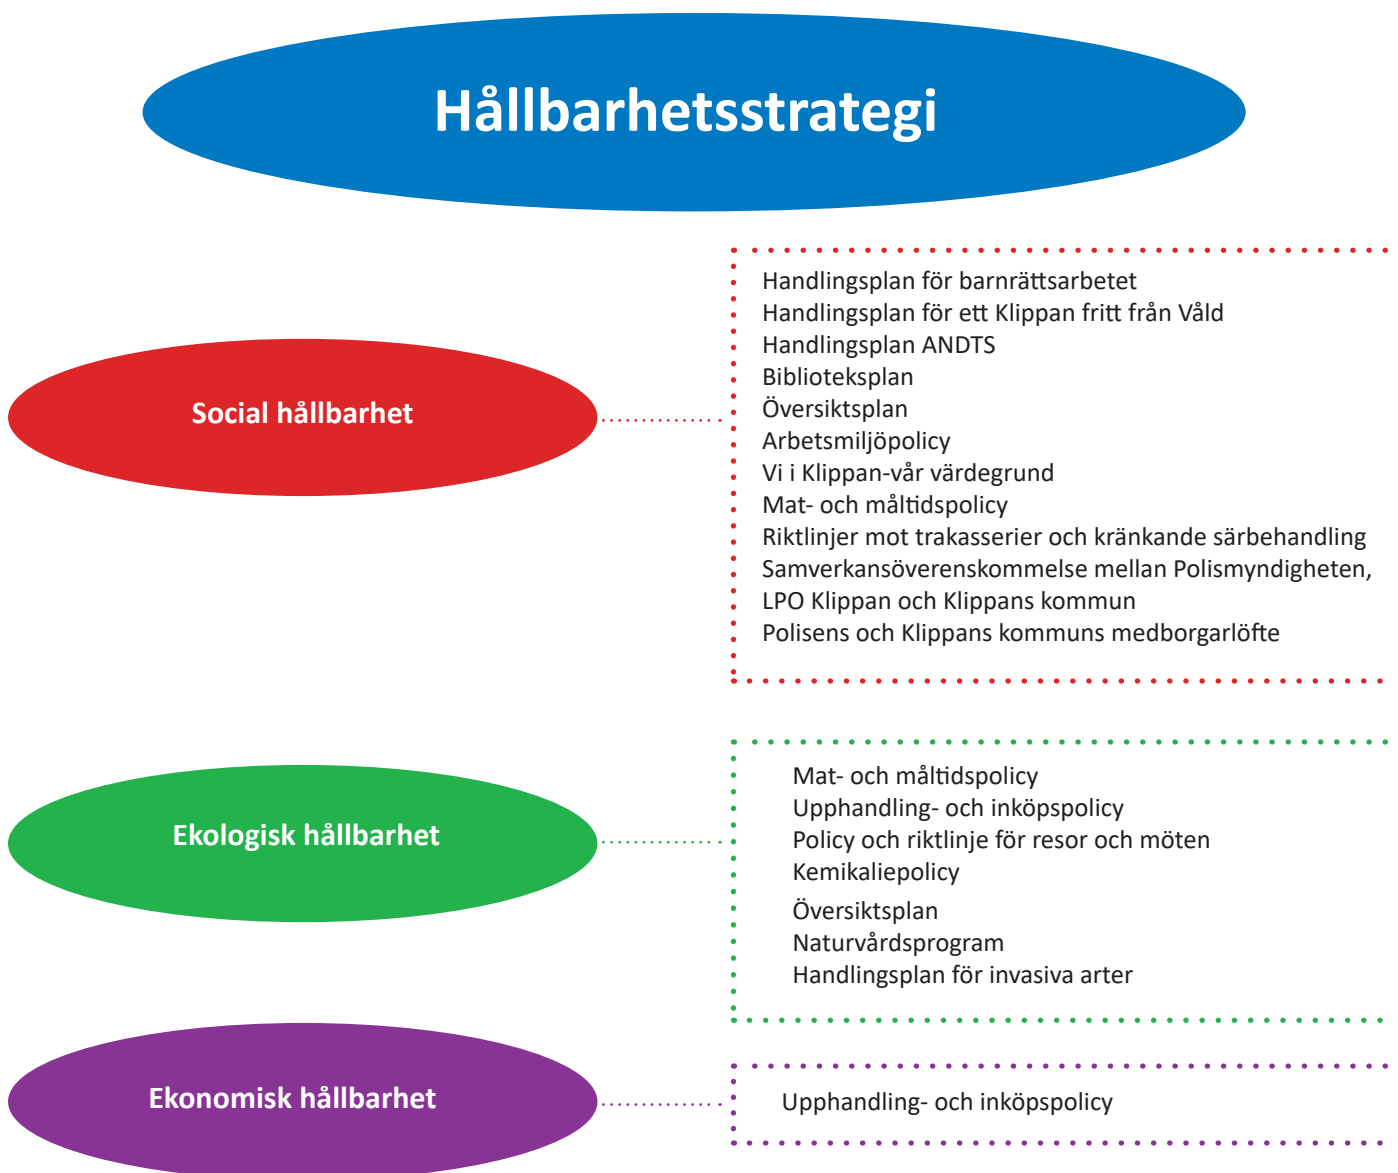 Hållbarhetsstrategi
Social hållbarhet
Handlingsplan för barnrättsarbetet
Handlingsplan för ett Klippan fritt från Våld
Handlingsplan ANDTS
Biblioteksplan
Översiktsplan
Arbetsmiljöpolicy
Vi i Klippan-vår värdegrund
Mat- och måltidspolicy
Riktlinjer mot trakasserier och kränkande särbehandling
Samverkansöverenskommelse mellan Polismyndigheten,
LPO Klippan och Klippans kommun
Polisens och Klippans kommuns medborgarlöfte
Ekologisk hållbarhet
Mat- och måltidspolicy
Upphandling- och inköpspolicy
Policy och riktlinje för resor och möten
Kemikaliepolicy
Översiktsplan
Naturvårdsprogram
Handlingsplan för invasiva arter
Ekonomisk hållbarhet
Upphandling- och inköpspolicy